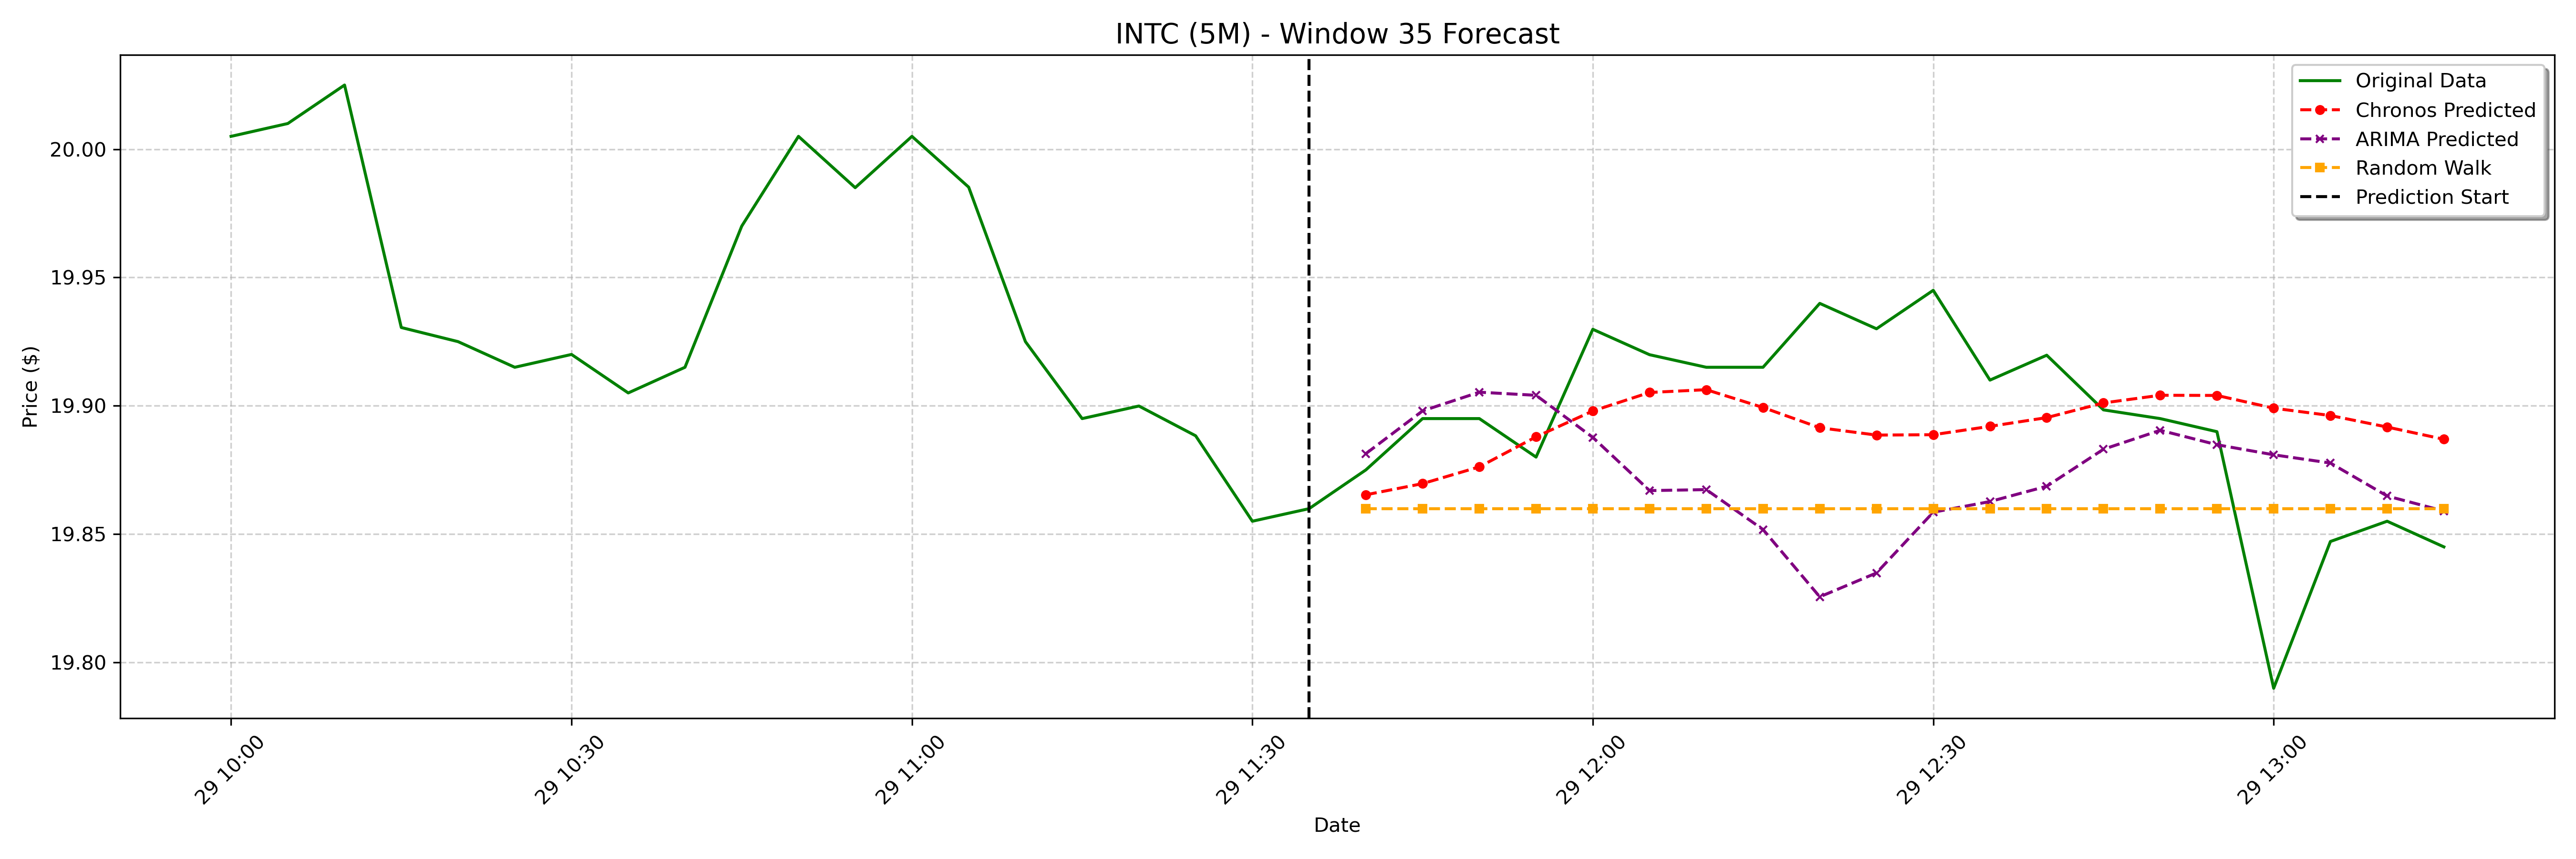 INTC (5M) - Window 35 Forecast
Original Data
Chronos Predicted
ARIMA Predicted
Random Walk
Prediction Start
Price ($)
20.00
19.95
19.90
19.85
19.80
29 10:00
29 10:30
29 11:00
29 11:30
29 12:00
29 12:30
29 13:00
Date